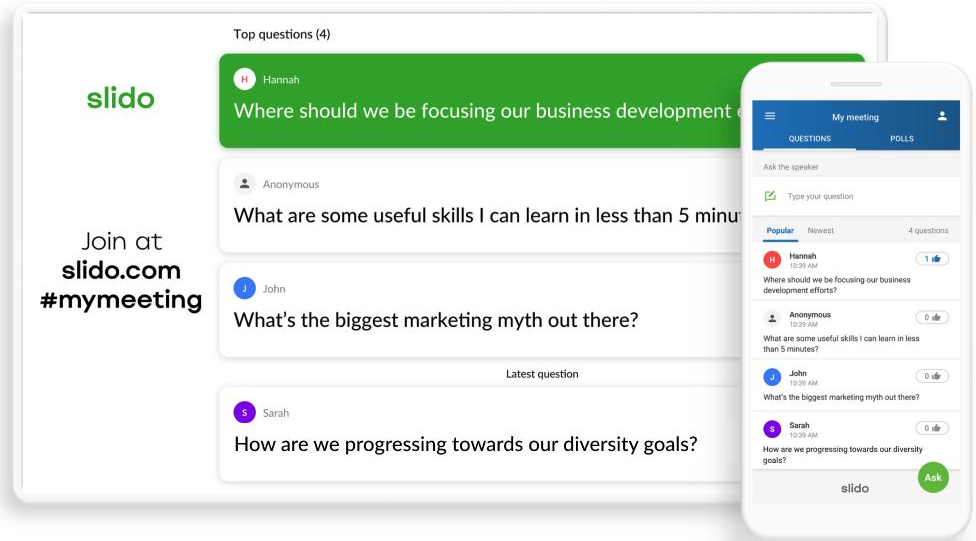 Top questions (4)
slido
Join at
slido.com
#mymeeting
H Hannah
Where should we be focusing our business development
Anonymous
What are some useful skills I can learn in less than 5
J John
What's the biggest marketing myth out there?
Latest question
S Sarah
How are we progressing towards our diversity goals?
My meeting
QUESTIONS POLLS
Ask the speaker
Type your question
Popular Newest 4 questions
H Hannah 1
10:39 AM
Where should we be focusing our business
development efforts?
Anonymous 0
10:39 AM
What are some useful skills I can learn in less
than 5 minutes?
J John 0
10:39 AM
What's the biggest marketing myth out there?
S Sarah 0
10:39 AM
How are we progressing towards our diversity
goals?
Ask
slido